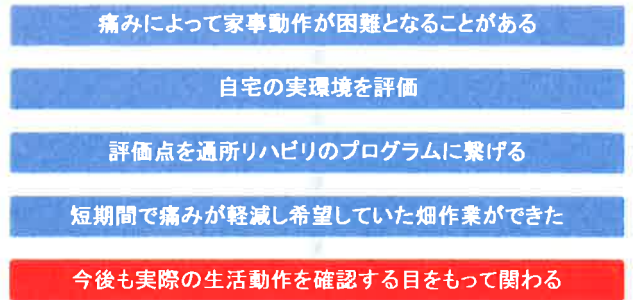 痛みによって家事動作が困難となることがある
自宅の実環境を評価
評価点を通所リハビリのプログラムに繋げる
短期間で痛みが軽減し希望していた畑作業ができた
今後も実際の生活動作を確認する目をもって関わる